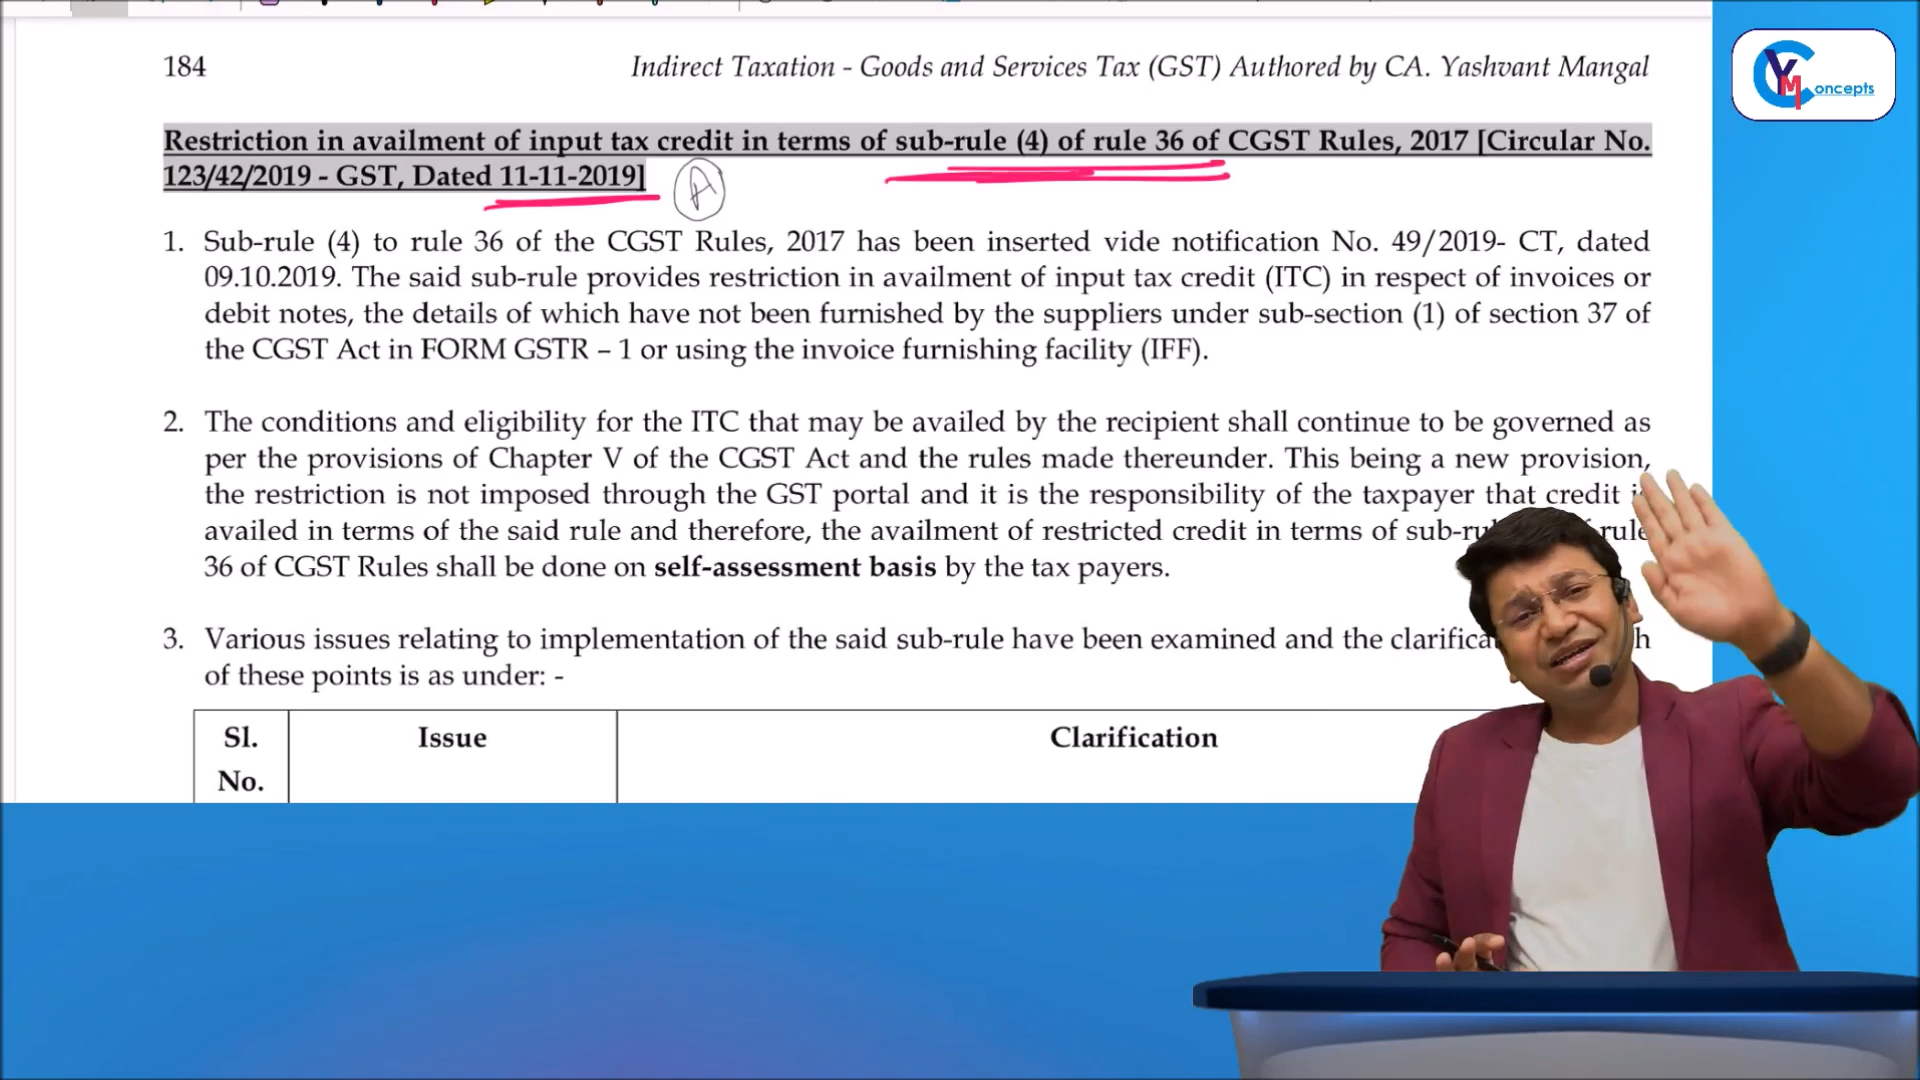 184 Indirect Taxation - Goods and Services Tax (GST) Authored by CA. Yashvant Mangal
Restriction in availment of input tax credit in terms of sub-rule (4) of rule 36 of CGST Rules, 2017 [Circular No.
123/42/2019 - GST, Dated 11-11-2019]
A
1. Sub-rule (4) to rule 36 of the CGST Rules, 2017 has been inserted vide notification No. 49/2019- CT, dated
09.10.2019. The said sub-rule provides restriction in availment of input tax credit (ITC) in respect of invoices or
debit notes, the details of which have not been furnished by the suppliers under sub-section (1) of section 37 of
the CGST Act in FORM GSTR – 1 or using the invoice furnishing facility (IFF).
2. The conditions and eligibility for the ITC that may be availed by the recipient shall continue to be governed as
per the provisions of Chapter V of the CGST Act and the rules made thereunder. This being a new provision,
the restriction is not imposed through the GST portal and it is the responsibility of the taxpayer that credit
availed in terms of the said rule and therefore, the availment of restricted credit in terms of rule
36 of CGST Rules shall be done on self-assessment basis by the tax payers.
3. Various issues relating to implementation of the said sub-rule have been examined and the
of these points is as under: -
Sl. Issue Clarification
No.
CYM oncepts